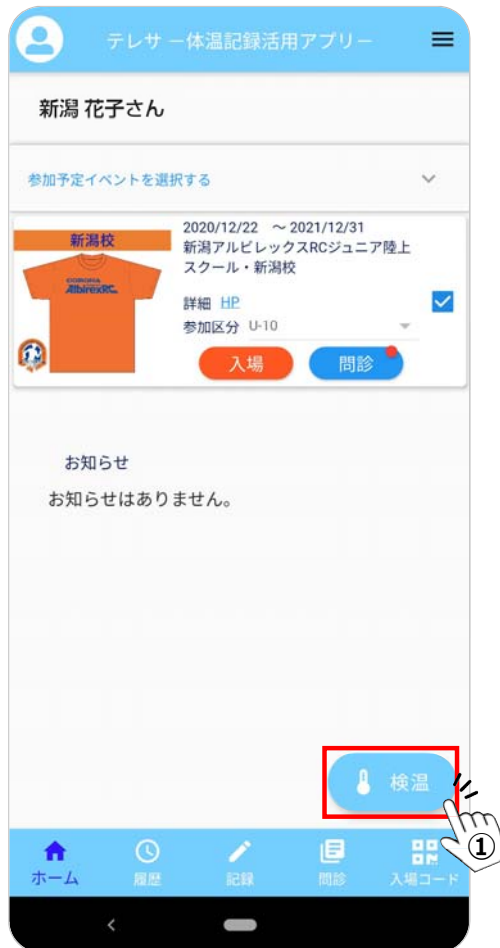 テレサ －体温記録活用アプリ－
新潟 花子さん
参加予定イベントを選択する
新潟校
CORONA
AlbirexRC
2020/12/22 ～2021/12/31
新潟アルビレックスRCジュニア陸上
スクール・新潟校
詳細 HP
参加区分 U-10
入場 問診
お知らせ
お知らせはありません。
検温
①
ホーム 履歴 記録 問診 入場コード